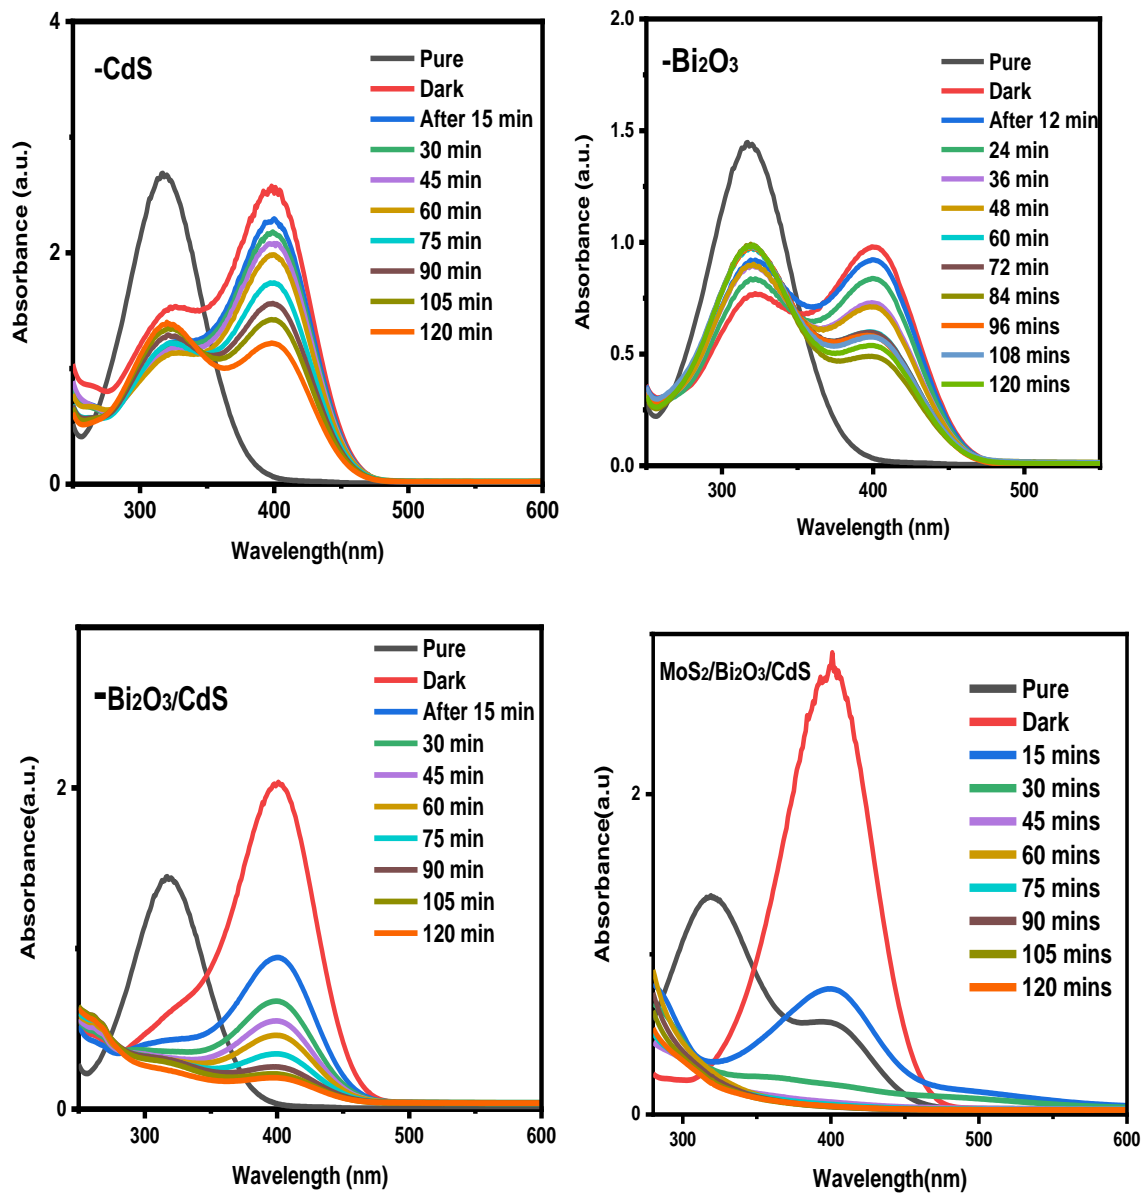 -CdS
Pure
Dark
After 15 min
30 min
45 min
60 min
75 min
90 min
105 min
120 min
4
2
0
300
400
500
600
Absorbance (a.u.)
Wavelength(nm)
-Bi₂O₃
Pure
Dark
After 12 min
24 min
36 min
48 min
60 min
72 min
84 mins
96 mins
108 mins
120 mins
2.0
1.5
1.0
0.5
0.0
300
400
500
Absorbance (a.u.)
Wavelength (nm)
-Bi₂O₃/CdS
Pure
Dark
After 15 min
30 min
45 min
60 min
75 min
90 min
105 min
120 min
2
0
300
400
500
600
Absorbance(a.u.)
Wavelength (nm)
MoS₂/Bi₂O₃/CdS
Pure
Dark
15 mins
30 mins
45 mins
60 mins
75 mins
90 mins
105 mins
120 mins
2
0
300
400
500
600
Absorbance(a.u)
Wavelength(nm)